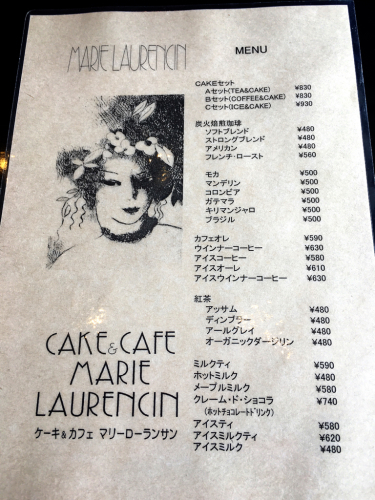 MARIE LAURENCIN
MENU
CAKEセット
Aセット(TEA&CAKE) ¥830
Bセット(COFFEE&CAKE) ¥830
Cセット(ICE&CAKE) ¥930
炭火焙煎珈琲
ソフトブレンド ¥480
ストロングブレンド ¥480
アメリカン ¥480
フレンチ・ロースト ¥560
モカ ¥500
マンデリン ¥500
コロンビア ¥500
ガテマラ ¥500
キリマンジャロ ¥500
ブラジル ¥500
カフェオレ ¥590
ウインナーコーヒー ¥630
アイスコーヒー ¥580
アイスオーレ ¥610
アイスウインナーコーヒー ¥630
紅茶
アッサム ¥480
ディンブラー ¥480
アールグレイ ¥480
オーガニックダージリン ¥480
ミルクティ ¥590
ホットミルク ¥480
メープルミルク ¥580
クレーム・ド・ショコラ ¥740
(ホットチョコレートドリンク)
アイスティ ¥580
アイスミルクティ ¥620
アイスミルク ¥480
CAKE&CAFE
MARIE
LAURENCIN
ケーキ&カフェ マリーローランサン